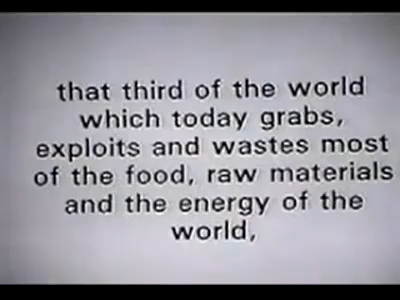 that third of the world
which today grabs,
exploits and wastes most
of the food, raw materials
and the energy of the
world,